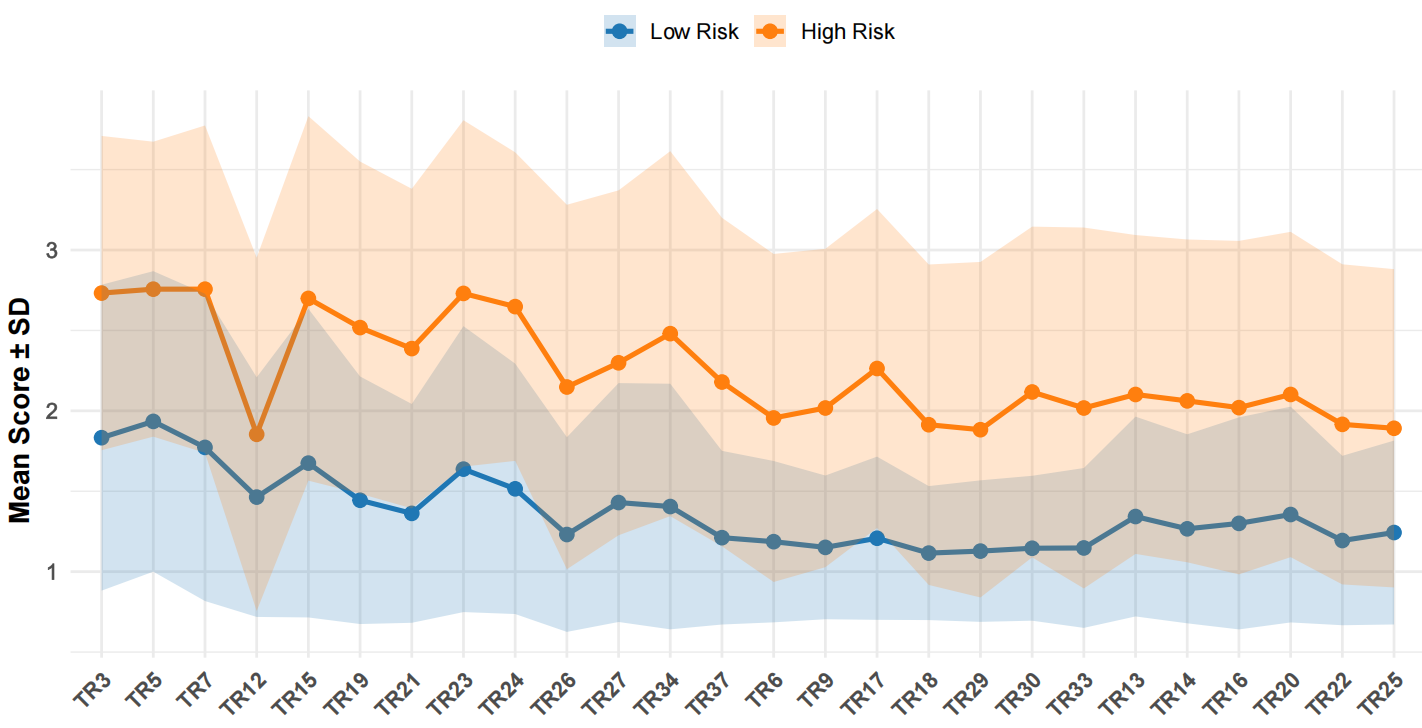 Low Risk High Risk
Mean Score ± SD
3
2
1
TR3 TR5 TR7 TR12 TR15 TR19 TR21 TR23 TR24 TR26 TR27 TR34 TR37 TR6 TR9 TR17 TR18 TR29 TR30 TR33 TR13 TR14 TR16 TR20 TR22 TR25